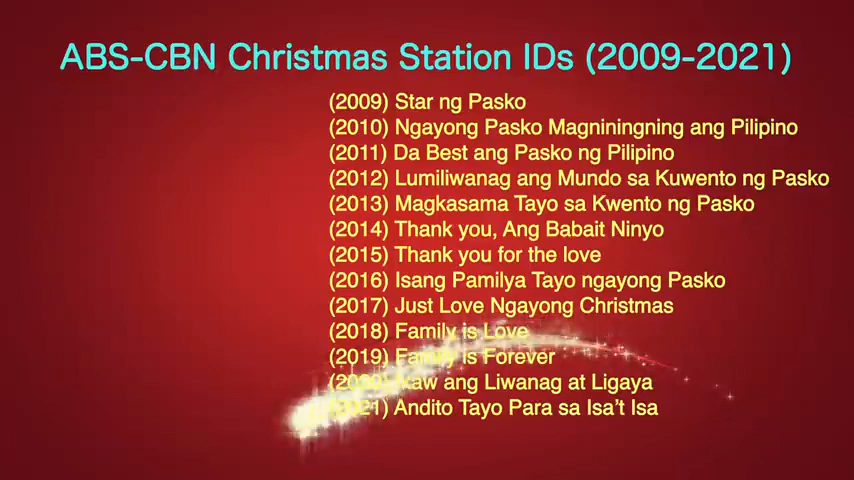 ABS-CBN Christmas Station IDs (2009-2021)
(2009) Star ng Pasko
(2010) Ngayong Pasko Magniningning ang Pilipino
(2011) Da Best ang Pasko ng Pilipino
(2012) Lumiliwanag ang Mundo sa Kuwento ng Pasko
(2013) Magkasama Tayo sa Kwento ng Pasko
(2014) Thank you, Ang Babait Ninyo
(2015) Thank you for the love
(2016) Isang Pamilya Tayo ngayong Pasko
(2017) Just Love Ngayong Christmas
(2018) Family is Love
(2019) Family is Forever
(2020) Ikaw ang Liwanag at Ligaya
(2021) Andito Tayo Para sa Isa't Isa